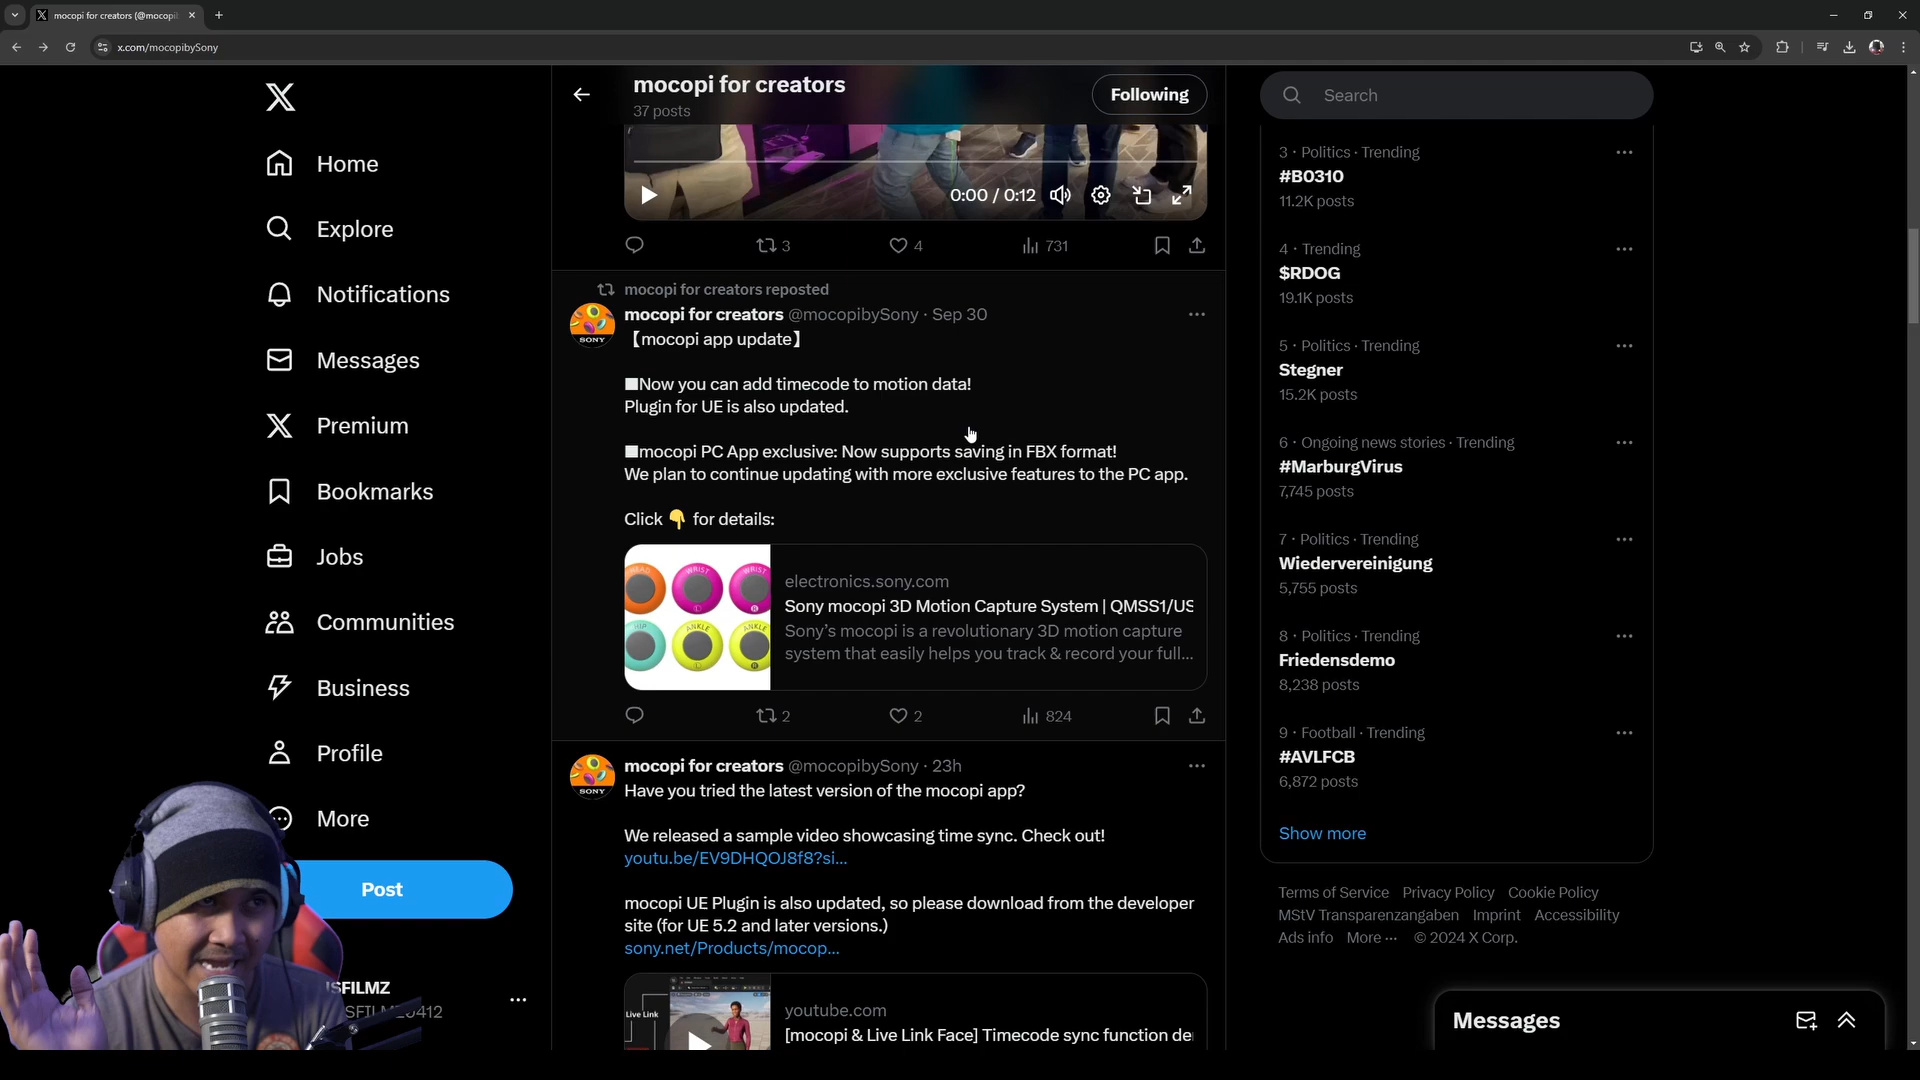 mocopi for creators (@mocopi
x.com/mocopibySony
Home
Explore
Notifications
Messages
Premium
Bookmarks
Jobs
Communities
Business
Profile
More
Post
JSFILMZ
mocopi for creators
37 posts
Following
0:00 / 0:12
3
4
731
mocopi for creators reposted
mocopi for creators @mocopibySony · Sep 30
【mocopi app update】
■Now you can add timecode to motion data!
Plugin for UE is also updated.
■mocopi PC App exclusive: Now supports saving in FBX format!
We plan to continue updating with more exclusive features to the PC app.
Click 👇 for details:
HEAD
WRIST
WRIST
HIP
ANKLE
ANKLE
electronics.sony.com
Sony mocopi 3D Motion Capture System | QMSS1/US
Sony's mocopi is a revolutionary 3D motion capture
system that easily helps you track & record your full...
SONY
2
2
824
mocopi for creators @mocopibySony · 23h
Have you tried the latest version of the mocopi app?
We released a sample video showcasing time sync. Check out!
youtu.be/EV9DHQOJ8f8?si...
mocopi UE Plugin is also updated, so please download from the developer
site (for UE 5.2 and later versions.)
sony.net/Products/mocop...
SONY
Live Link
youtube.com
[mocopi & Live Link Face] Timecode sync function de
Search
3 · Politics · Trending
#B0310
11.2K posts
4 · Trending
$RDOG
19.1K posts
5 · Politics · Trending
Stegner
15.2K posts
6 · Ongoing news stories · Trending
#MarburgVirus
7,745 posts
7 · Politics · Trending
Wiedervereinigung
5,755 posts
8 · Politics · Trending
Friedensdemo
8,238 posts
9 · Football · Trending
#AVLFCB
6,872 posts
Show more
Terms of Service Privacy Policy Cookie Policy
MStV Transparenzangaben Imprint Accessibility
Ads info More ··· © 2024 X Corp.
Messages